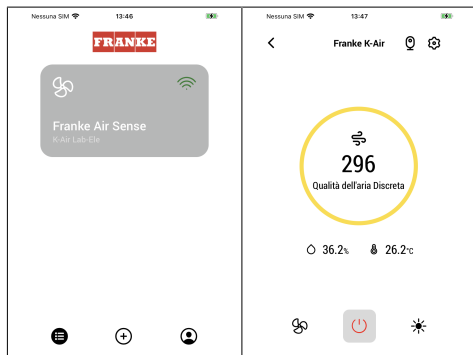 Nessuna SIM 13:46
FRANKE
Franke Air Sense
K-Air Lab-Ele
Nessuna SIM 13:47
Franke K-Air
296
Qualità dell'aria Discreta
36.2% 26.2°C